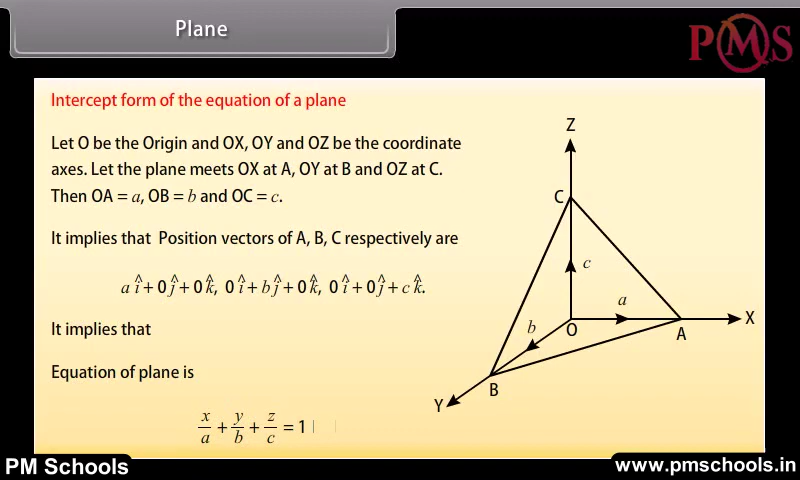 Plane
PMS
Intercept form of the equation of a plane
Let O be the Origin and OX, OY and OZ be the coordinate
axes. Let the plane meets OX at A, OY at B and OZ at C.
Then OA = a, OB = b and OC = c.
It implies that Position vectors of A, B, C respectively are
a î + 0 ĵ + 0 k̂, 0 î + b ĵ + 0 k̂, 0 î + 0 ĵ + c k̂.
It implies that
Equation of plane is
x/a + y/b + z/c = 1
Z
C
c
a
b
O
A
X
B
Y
PM Schools
www.pmschools.in